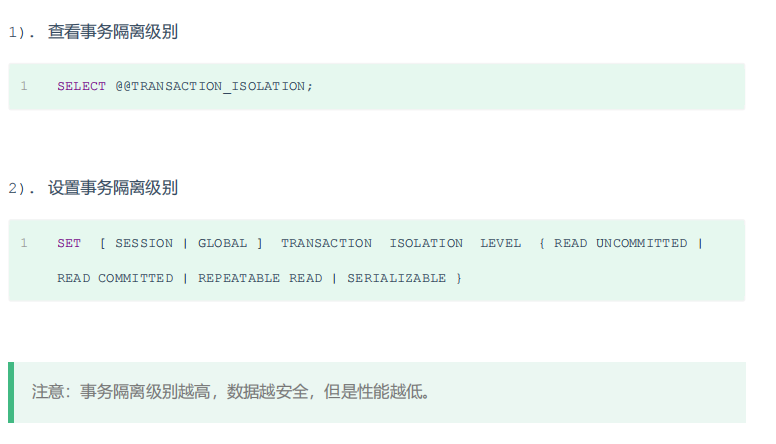 1). 查看事务隔离级别
1 SELECT @@TRANSACTION_ISOLATION;
2). 设置事务隔离级别
1 SET [ SESSION | GLOBAL ] TRANSACTION ISOLATION LEVEL { READ UNCOMMITTED |
READ COMMITTED | REPEATABLE READ | SERIALIZABLE }
注意：事务隔离级别越高，数据越安全，但是性能越低。